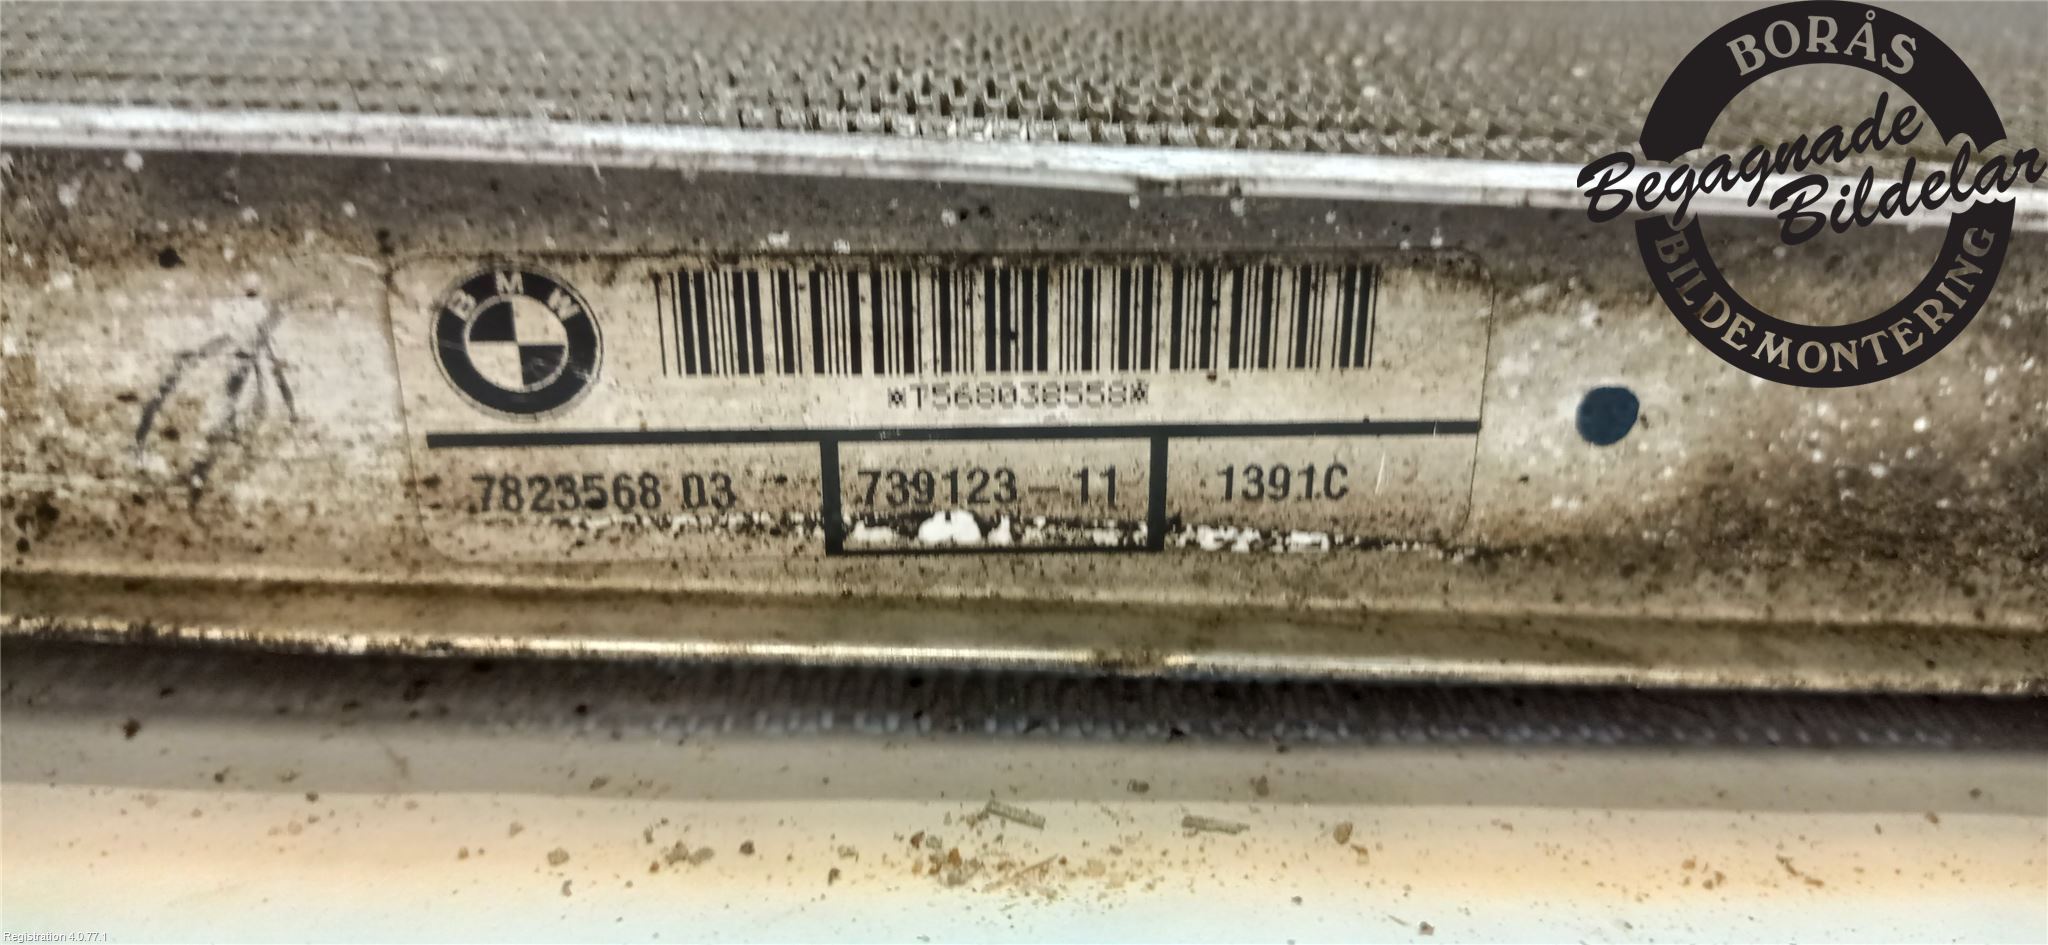 BORÅS
Begagnade
Bildelar
BILDEMONTERING
BMW
*T568038558*
7823568 03
739123-11
1391C
Registration 4.0.77.1